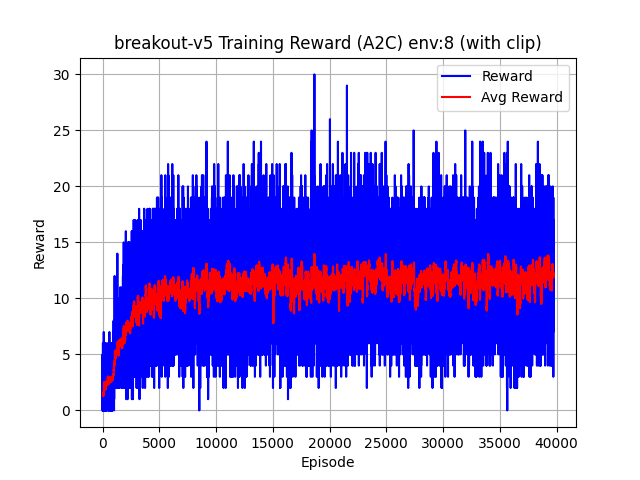 breakout-v5 Training Reward (A2C) env:8 (with clip)
Reward
Avg Reward
30
25
20
15
10
5
0
Reward
0 5000 10000 15000 20000 25000 30000 35000 40000
Episode